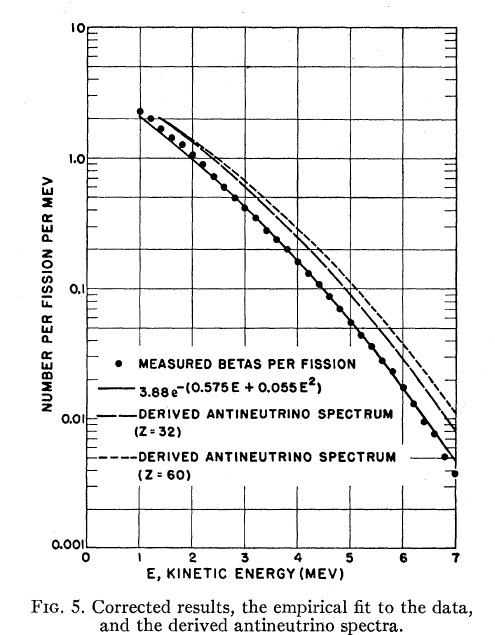 10
1.0
0.1
0.01
0.001
NUMBER PER FISSION PER MEV
MEASURED BETAS PER FISSION
3.88e-(0.575E + 0.055E²)
DERIVED ANTINEUTRINO SPECTRUM
(Z = 32)
DERIVED ANTINEUTRINO SPECTRUM
(Z = 60)
0 1 2 3 4 5 6 7
E, KINETIC ENERGY (MEV)
FIG. 5. Corrected results, the empirical fit to the data,
and the derived antineutrino spectra.